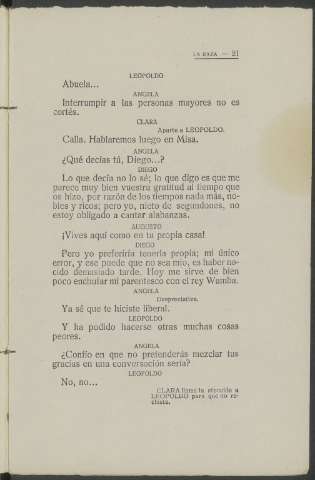 LA RAZA — 21
LEOPOLDO
Abuela...
ANGELA
Interrumpir a las personas mayores no es
cortés.
CLARA
Aparte a LEOPOLDO.
Calla. Hablaremos luego en Misa.
ANGELA
¿Qué decías tú, Diego...?
DIEGO
Lo que decía no lo sé; lo que digo es que me
parece muy bien vuestra gratitud al tiempo que
os hizo, por razón de los tiempos nada más, no-
bles y ricos; pero yo, nieto de segundones, no
estoy obligado a cantar alabanzas.
AUGUSTO
¡Vives aquí como en tu propia casa!
DIEGO
Pero yo preferiría tenerla propia; mi único
error, y ese puede que no sea mío, es haber na-
cido demasiado tarde. Hoy me sirve de bien
poco enchufar mi parentesco con el rey Wamba.
ANGELA
Despreciativa.
Ya sé que te hiciste liberal.
LEOPOLDO
Y ha podido hacerse otras muchas cosas
peores.
ANGELA
¿Confío en que no pretenderás mezclar tus
gracias en una conversación seria?
LEOPOLDO
No, no...
CLARA llama la atención a
LEOPOLDO para que no re-